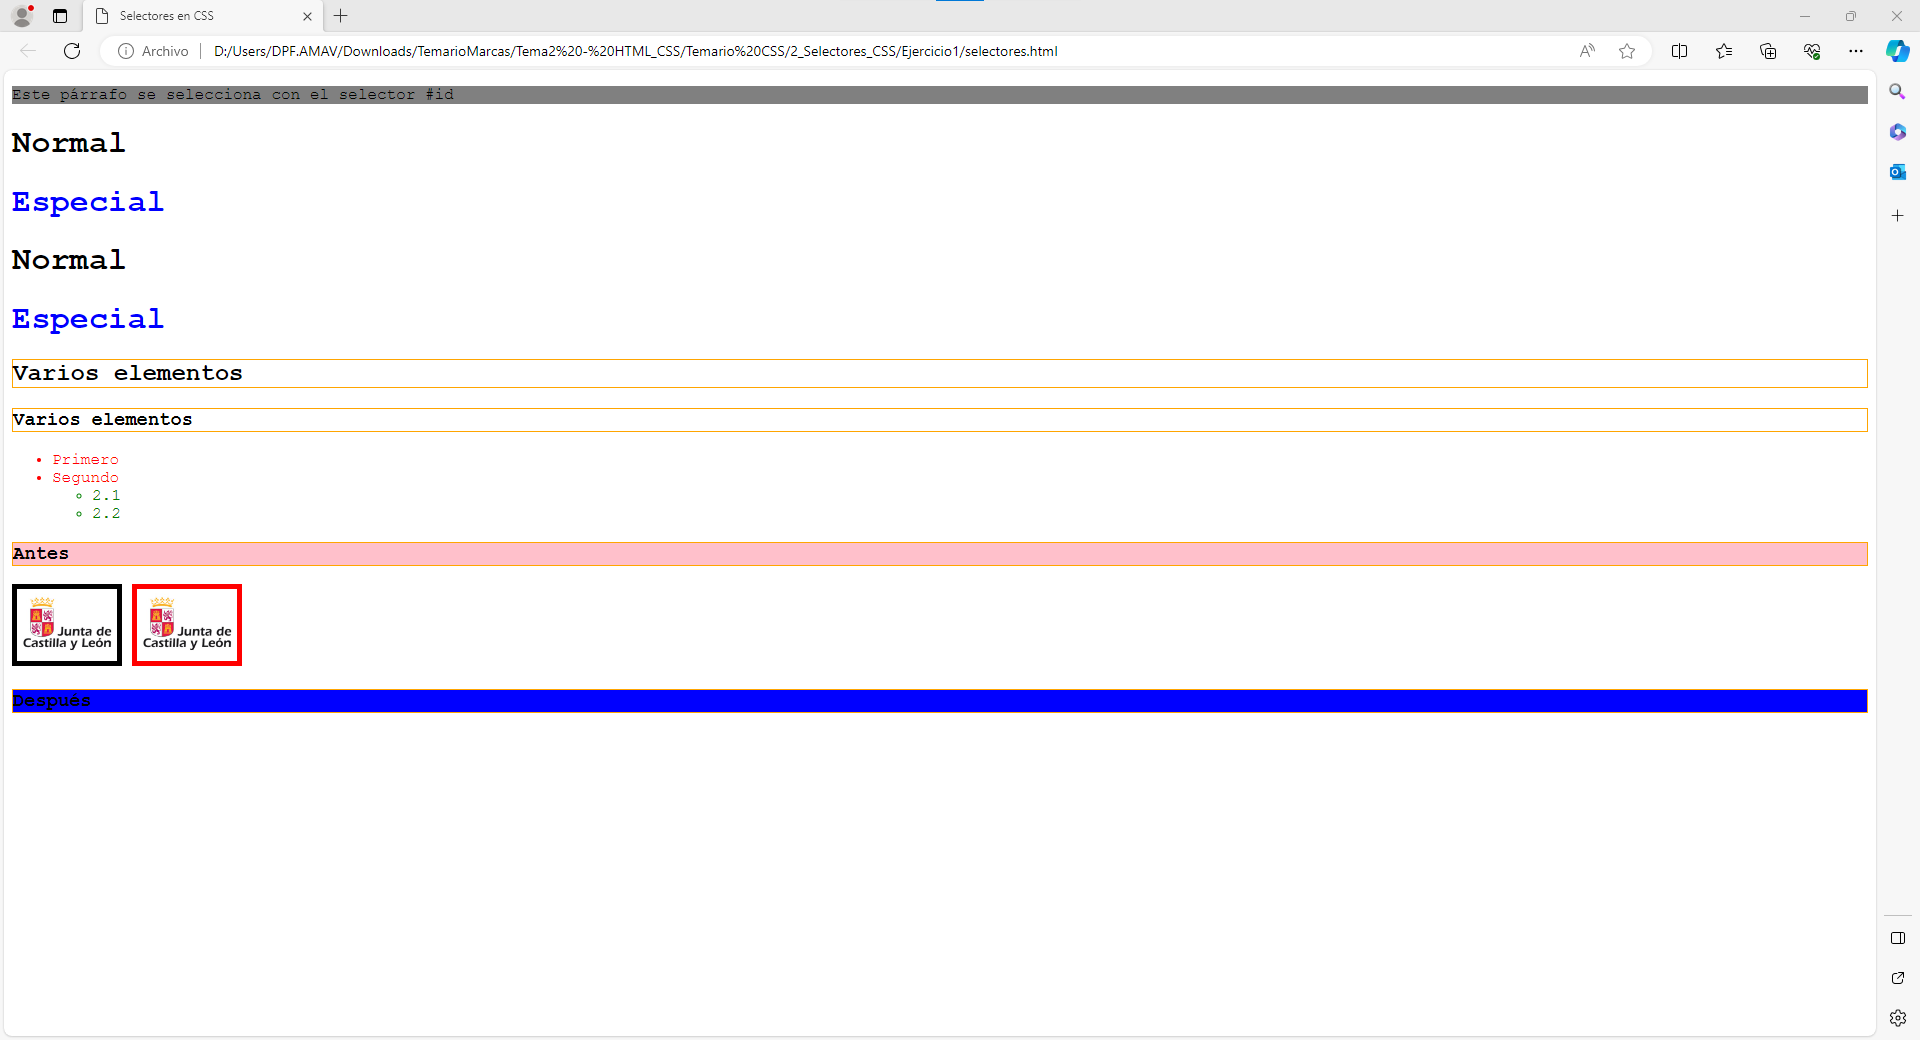 Selectores en CSS
Archivo
D:/Users/DPF.AMAV/Downloads/TemarioMarcas/Tema2%20-%20HTML_CSS/Temario%20CSS/2_Selectores_CSS/Ejercicio1/selectores.html
Este párrafo se selecciona con el selector #id
Normal
Especial
Normal
Especial
Varios elementos
Varios elementos
Primero
Segundo
2.1
2.2
Antes
Junta de
Castilla y León
Junta de
Castilla y León
Después